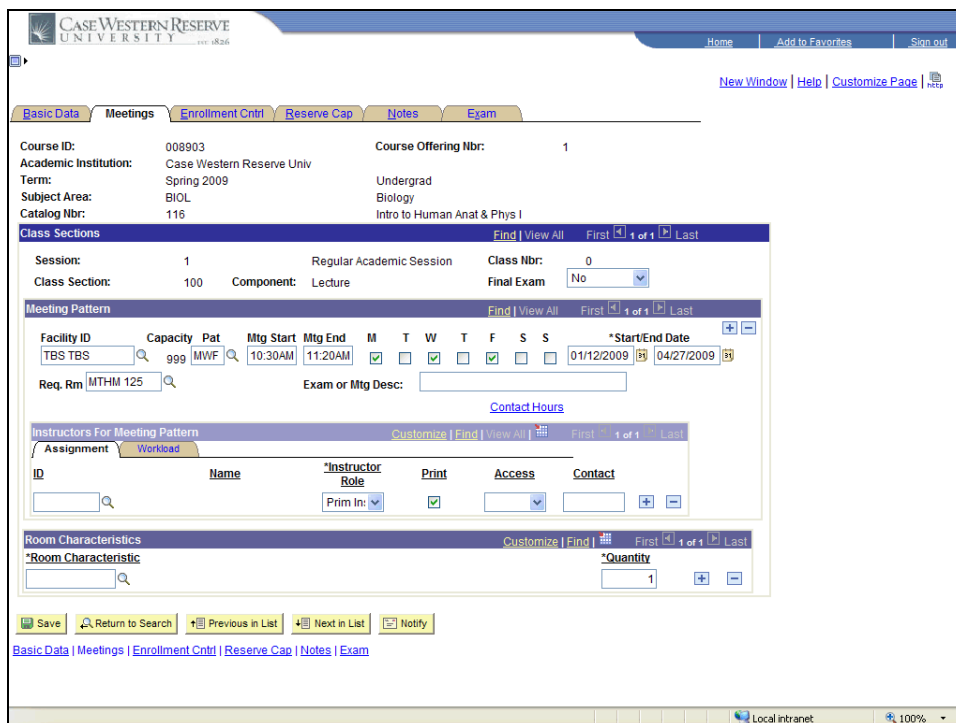 CASE WESTERN RESERVE
UNIVERSITY EST. 1826
Home Add to Favorites Sign out
New Window | Help | Customize Page | http
Basic Data Meetings Enrollment Cntrl Reserve Cap Notes Exam
Course ID: 008903 Course Offering Nbr: 1
Academic Institution: Case Western Reserve Univ
Term: Spring 2009 Undergrad
Subject Area: BIOL Biology
Catalog Nbr: 116 Intro to Human Anat & Phys I
Class Sections Find | View All First 1 of 1 Last
Session: 1 Regular Academic Session Class Nbr: 0
Class Section: 100 Component: Lecture Final Exam No
Meeting Pattern Find | View All First 1 of 1 Last
Facility ID Capacity Pat Mtg Start Mtg End M T W T F S S *Start/End Date
TBS TBS 999 MWF 10:30AM 11:20AM 01/12/2009 31 04/27/2009 31
Req. Rm MTHM 125 Exam or Mtg Desc:
Contact Hours
Instructors For Meeting Pattern Customize | Find | View All | First 1 of 1 Last
Assignment Workload
ID Name *Instructor Role Print Access Contact
Prim In:
Room Characteristics Customize | Find | First 1 of 1 Last
*Room Characteristic *Quantity
1
Save Return to Search Previous in List Next in List Notify
Basic Data | Meetings | Enrollment Cntrl | Reserve Cap | Notes | Exam
Local intranet 100%